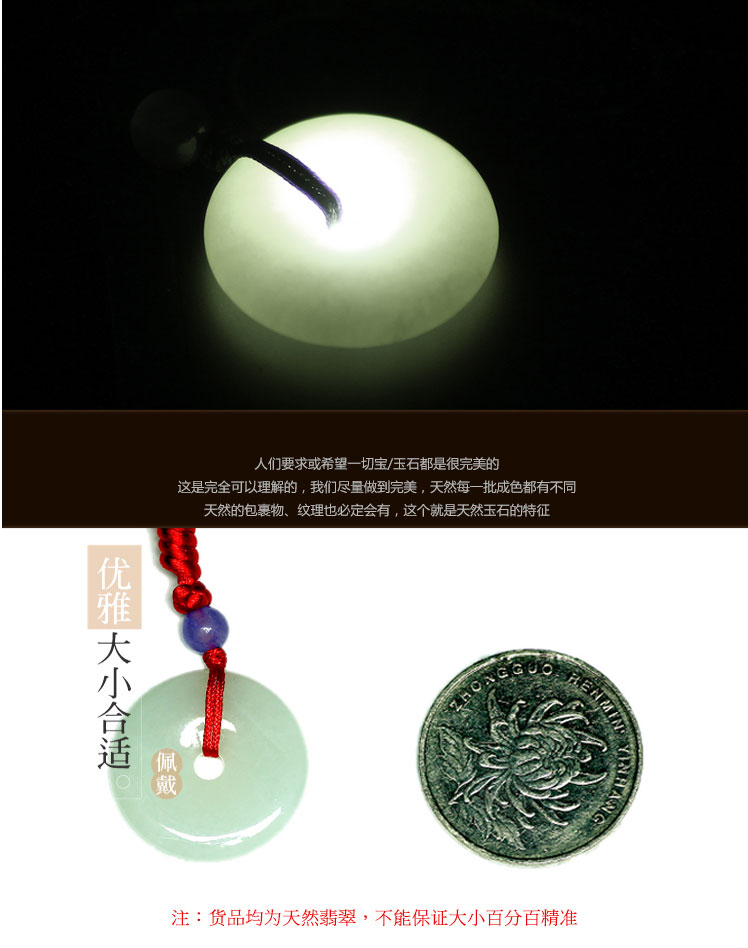 人们要求或希望一切宝/玉石都是很完美的
这是完全可以理解的，我们尽量做到完美，天然每一批成色都有不同
天然的包裹物、纹理也必定会有，这个就是天然玉石的特征
优雅
大小合适。
佩戴
ZHONGGUO RENMIN YINHANG
注：货品均为天然翡翠，不能保证大小百分百精准